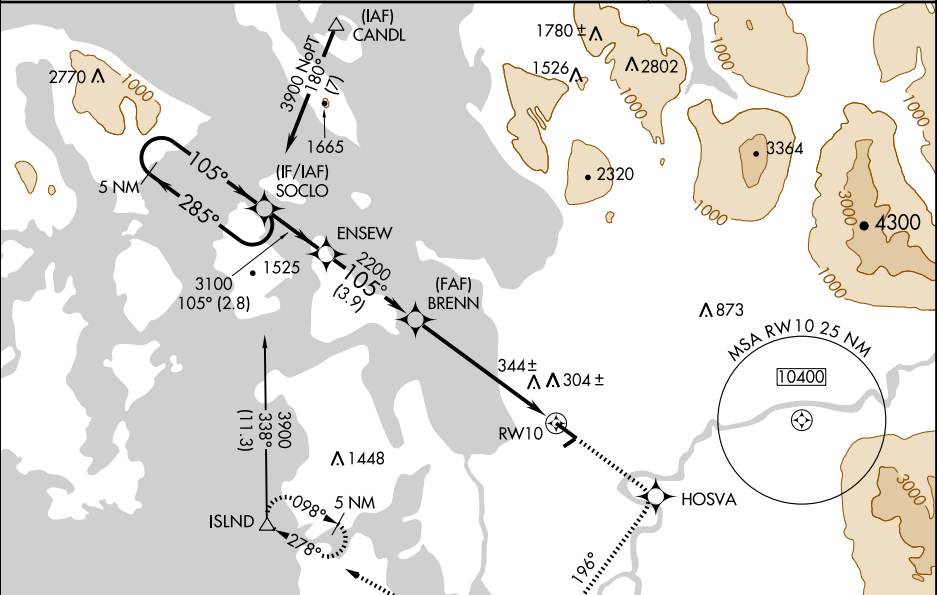 (IAF)
CANDL
3900 NoPT
180°
(7)
1665
2770
1000
1780 ±
1526
2802
1000
1000
1000
2320
3364
1000
3000
4300
1000
105°
5 NM
285°
(IF/IAF)
SOCLO
ENSEW
1525
3100
105° (2.8)
2200
105°
(3.9)
(FAF)
BRENN
873
MSA RW10 25 NM
10400
344±
304 ±
RW10
3900
338°
(11.3)
1448
ISLND
098°
5 NM
278°
HOSVA
196°
3000